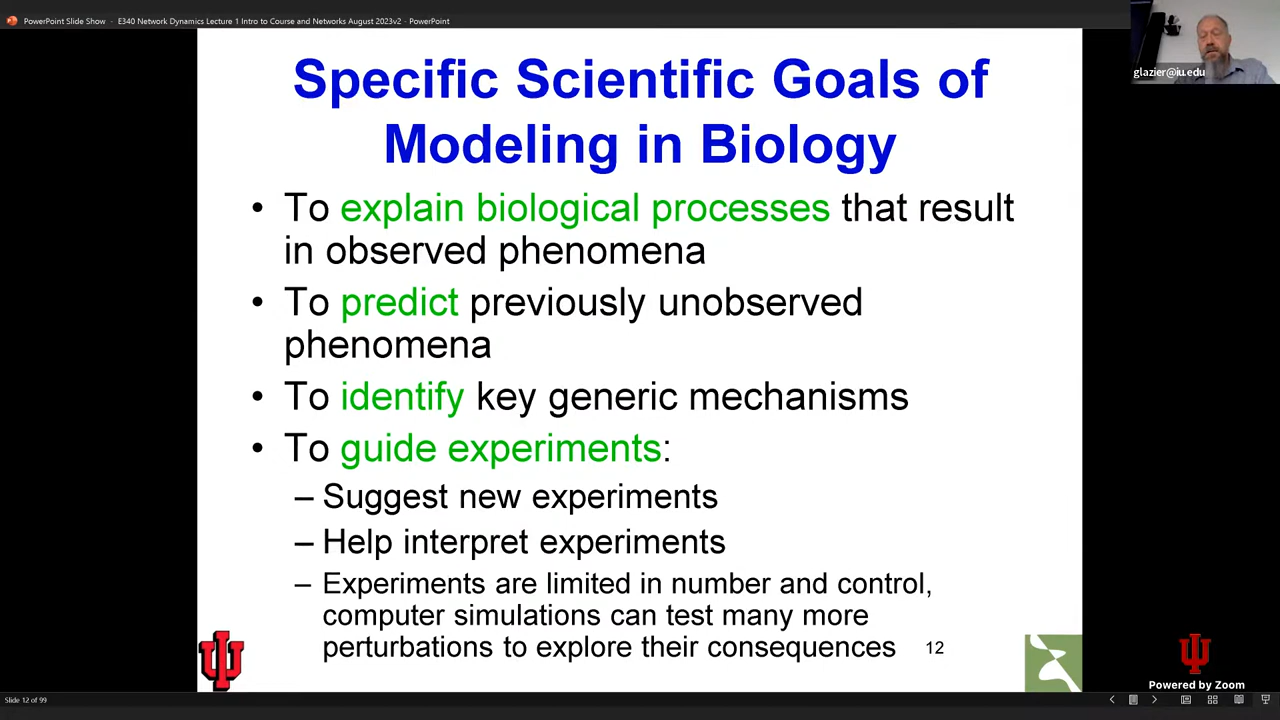 PowerPoint Slide Show - E340 Network Dynamics Lecture 1 Intro to Course and Networks August 2023v2 - PowerPoint
glazier@iu.edu
Specific Scientific Goals of
Modeling in Biology
• To explain biological processes that result
in observed phenomena
• To predict previously unobserved
phenomena
• To identify key generic mechanisms
• To guide experiments:
– Suggest new experiments
– Help interpret experiments
– Experiments are limited in number and control,
computer simulations can test many more
perturbations to explore their consequences
12
Powered by Zoom
Slide 12 of 99